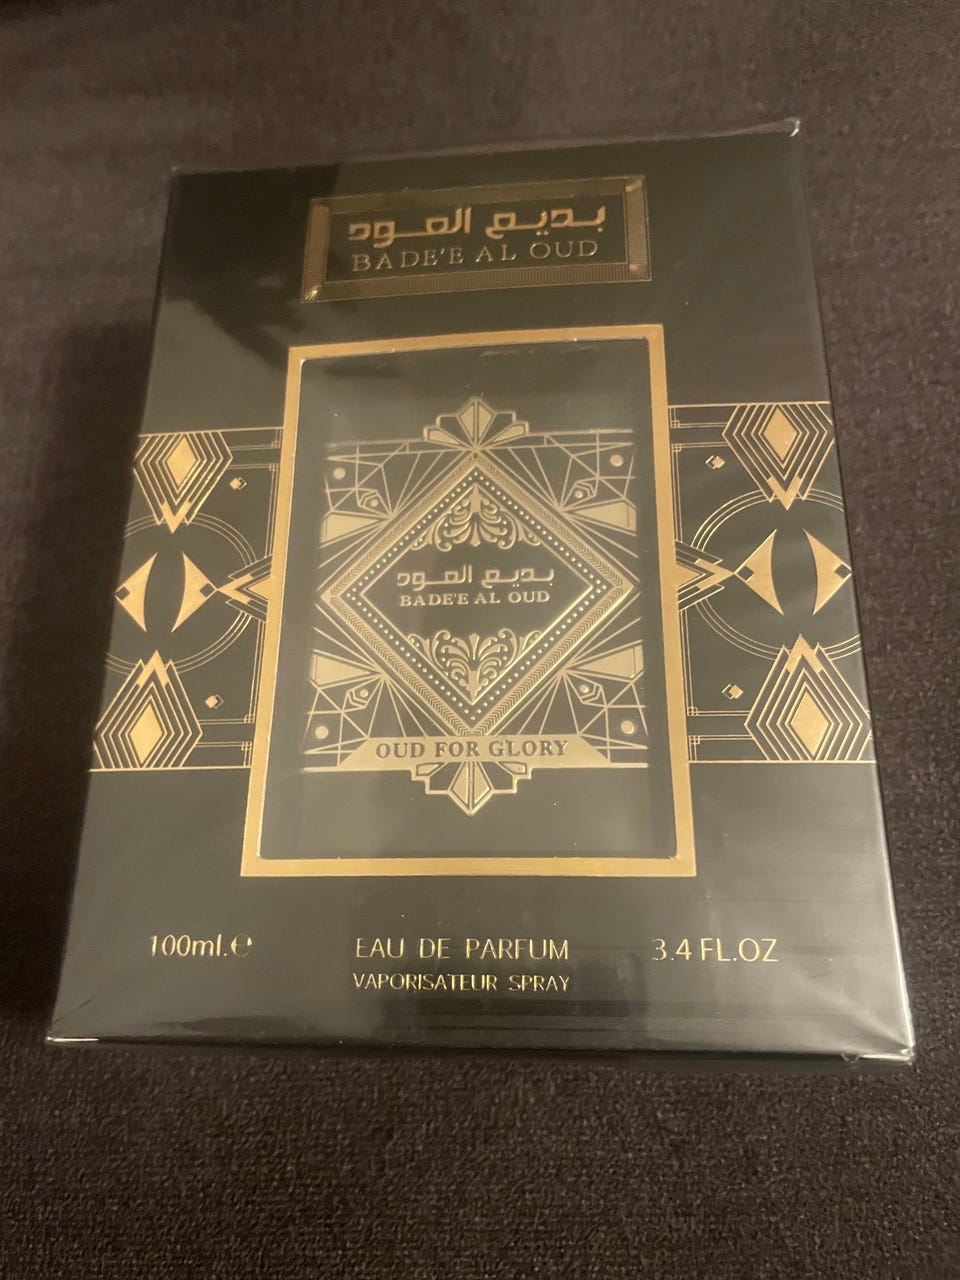 بديع العود
BADE'E AL OUD
بديع العود
BADE'E AL OUD
OUD FOR GLORY
100ml.℮
EAU DE PARFUM
3.4 FL.OZ
VAPORISATEUR SPRAY